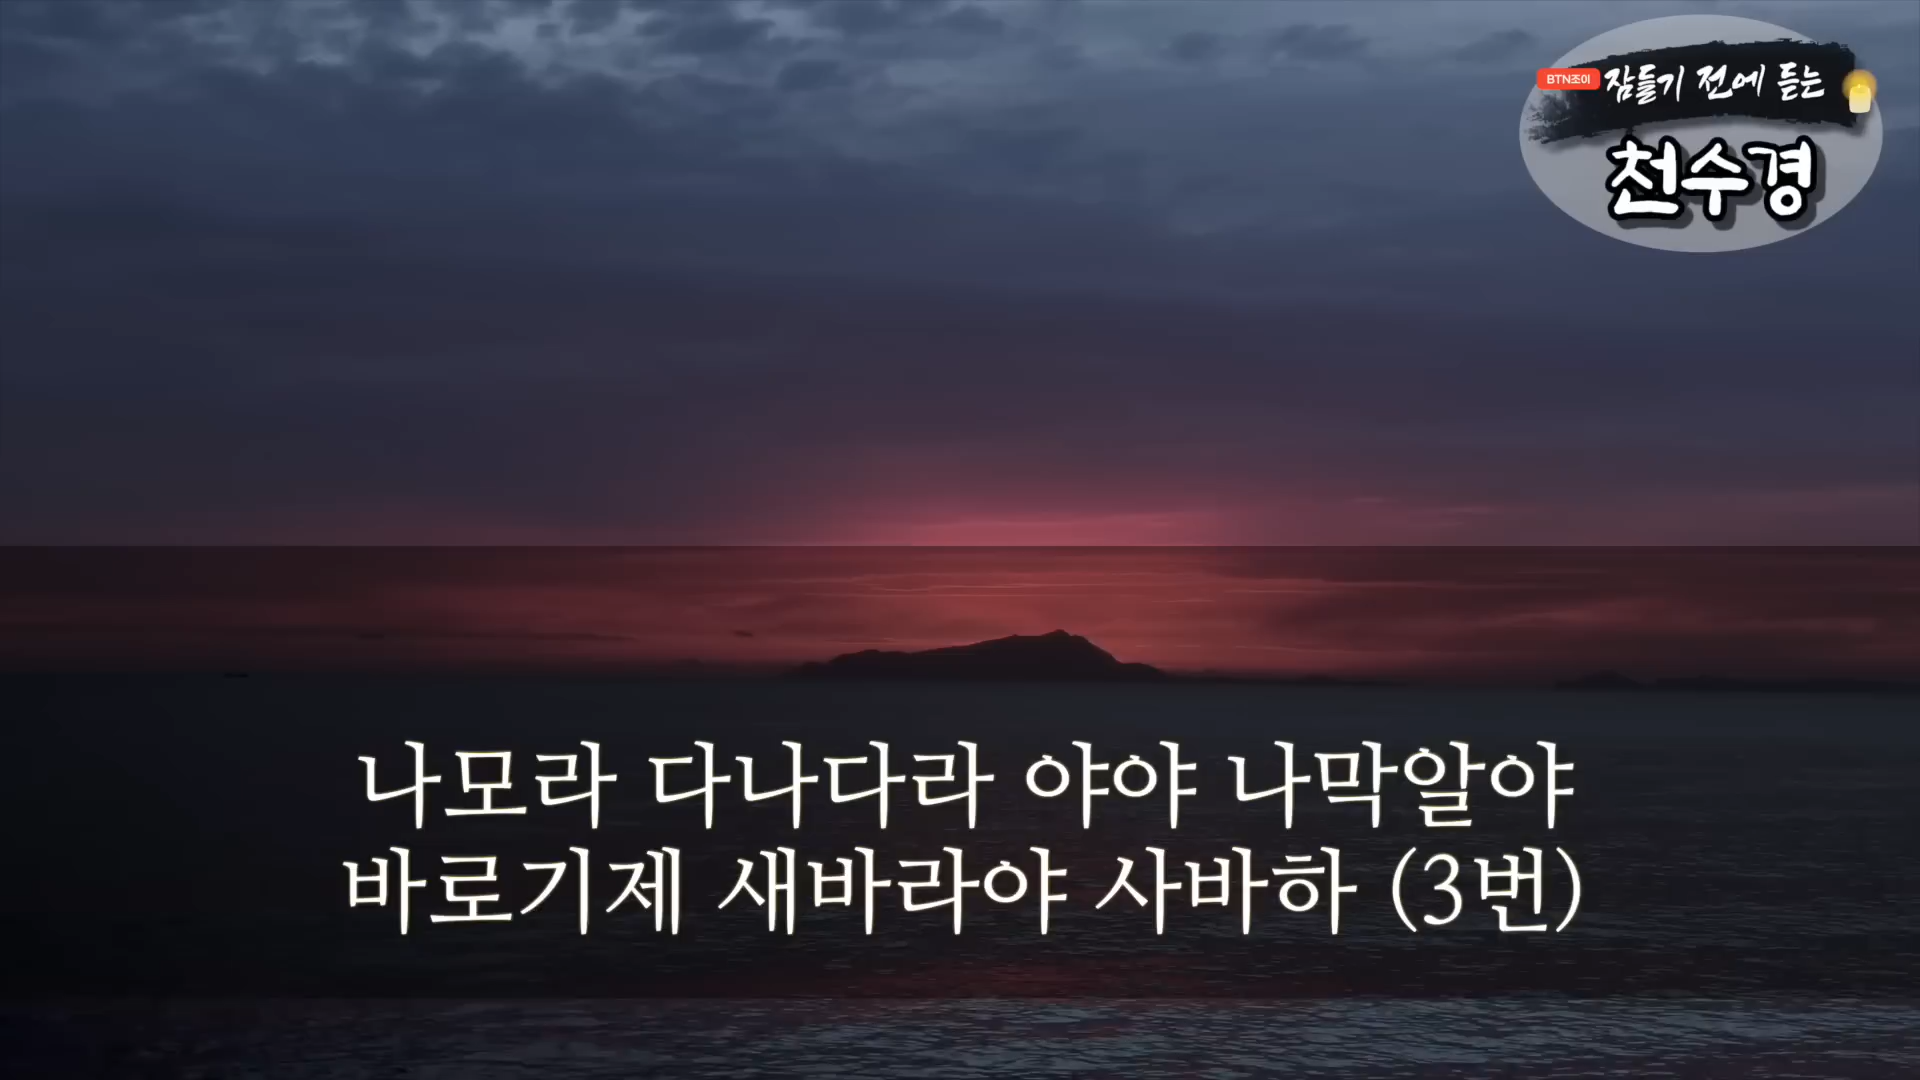 BTN조이 잠들기 전에 듣는
천수경
나모라 다나다라 야야 나막알야
바로기제 새바라야 사바하 (3번)